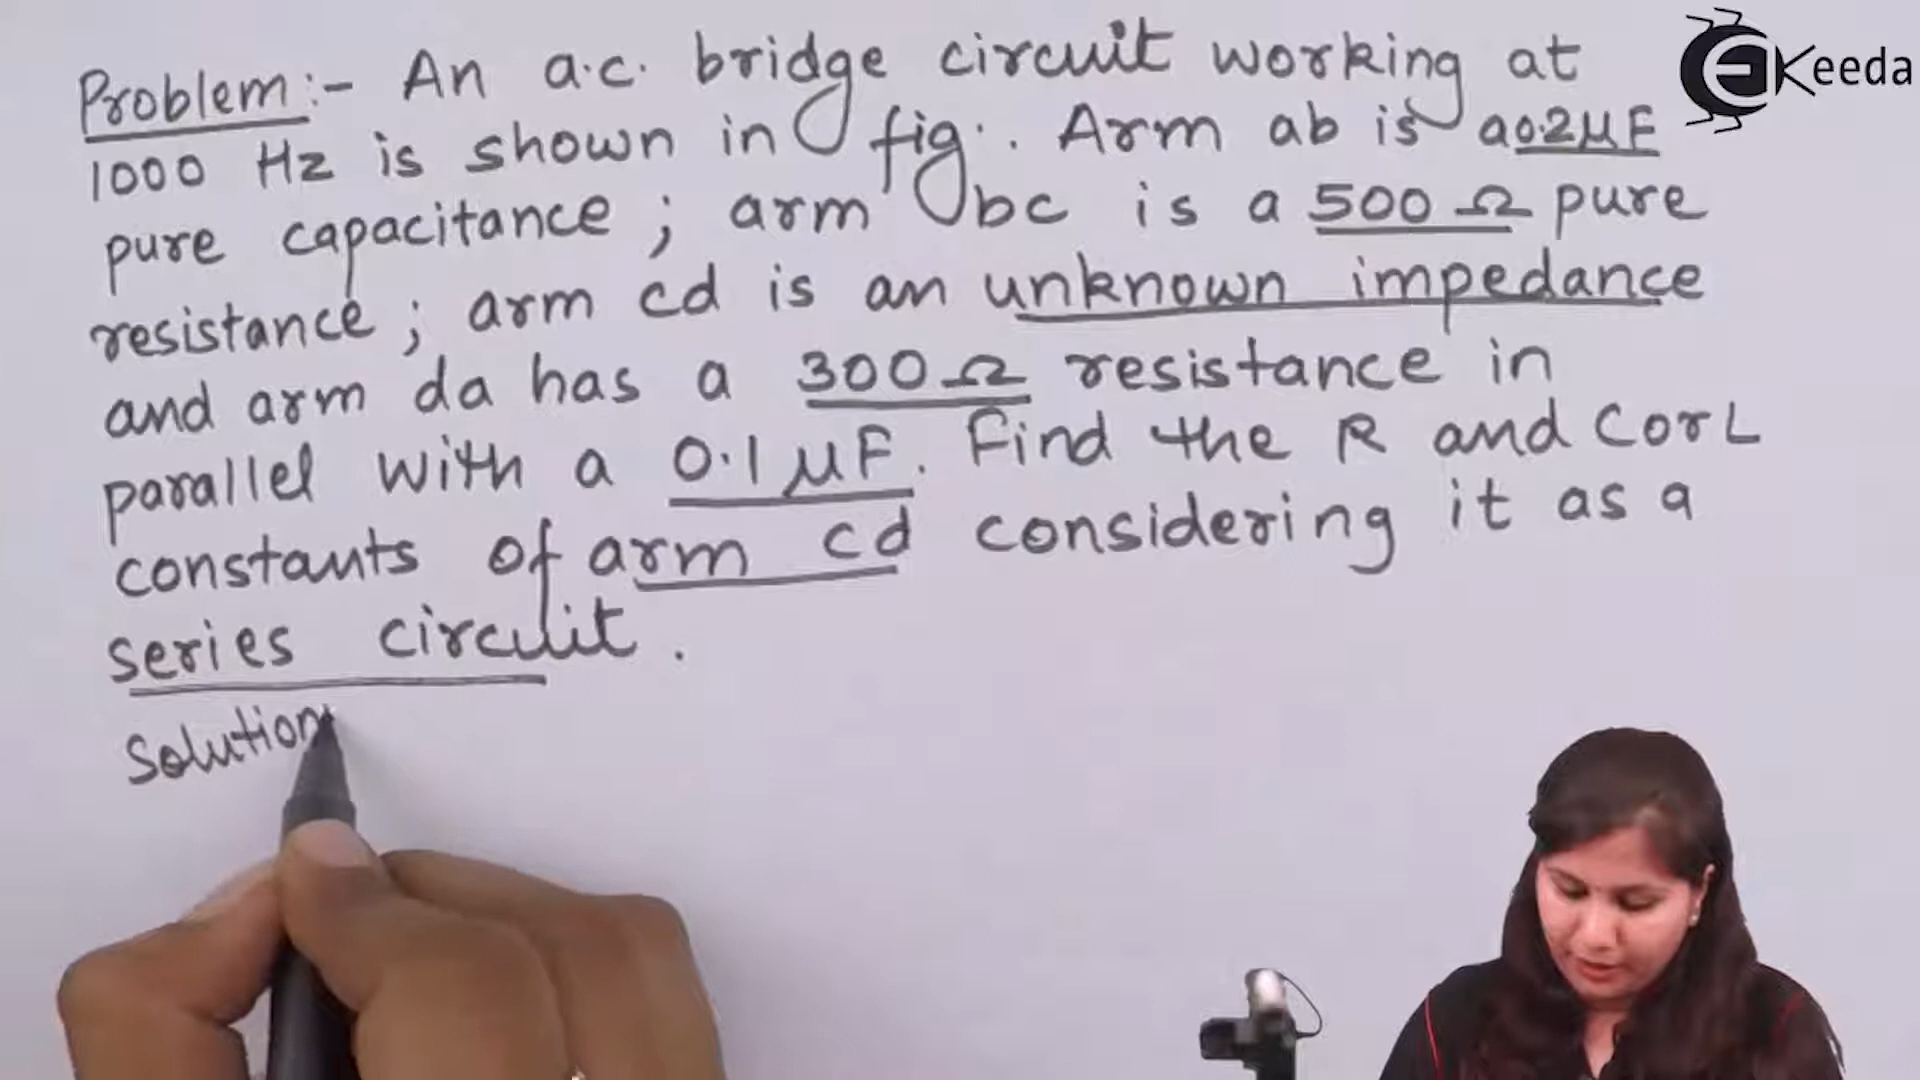 Problem:- An a.c. bridge circuit working at
1000 Hz is shown in fig. Arm ab is a 0.2μF
pure capacitance; arm bc is a 500 Ω pure
resistance; arm cd is an unknown impedance
and arm da has a 300 Ω resistance in
parallel with a 0.1 μF. Find the R and C or L
constants of arm cd considering it as a
series circuit.
Solution
EKeeda